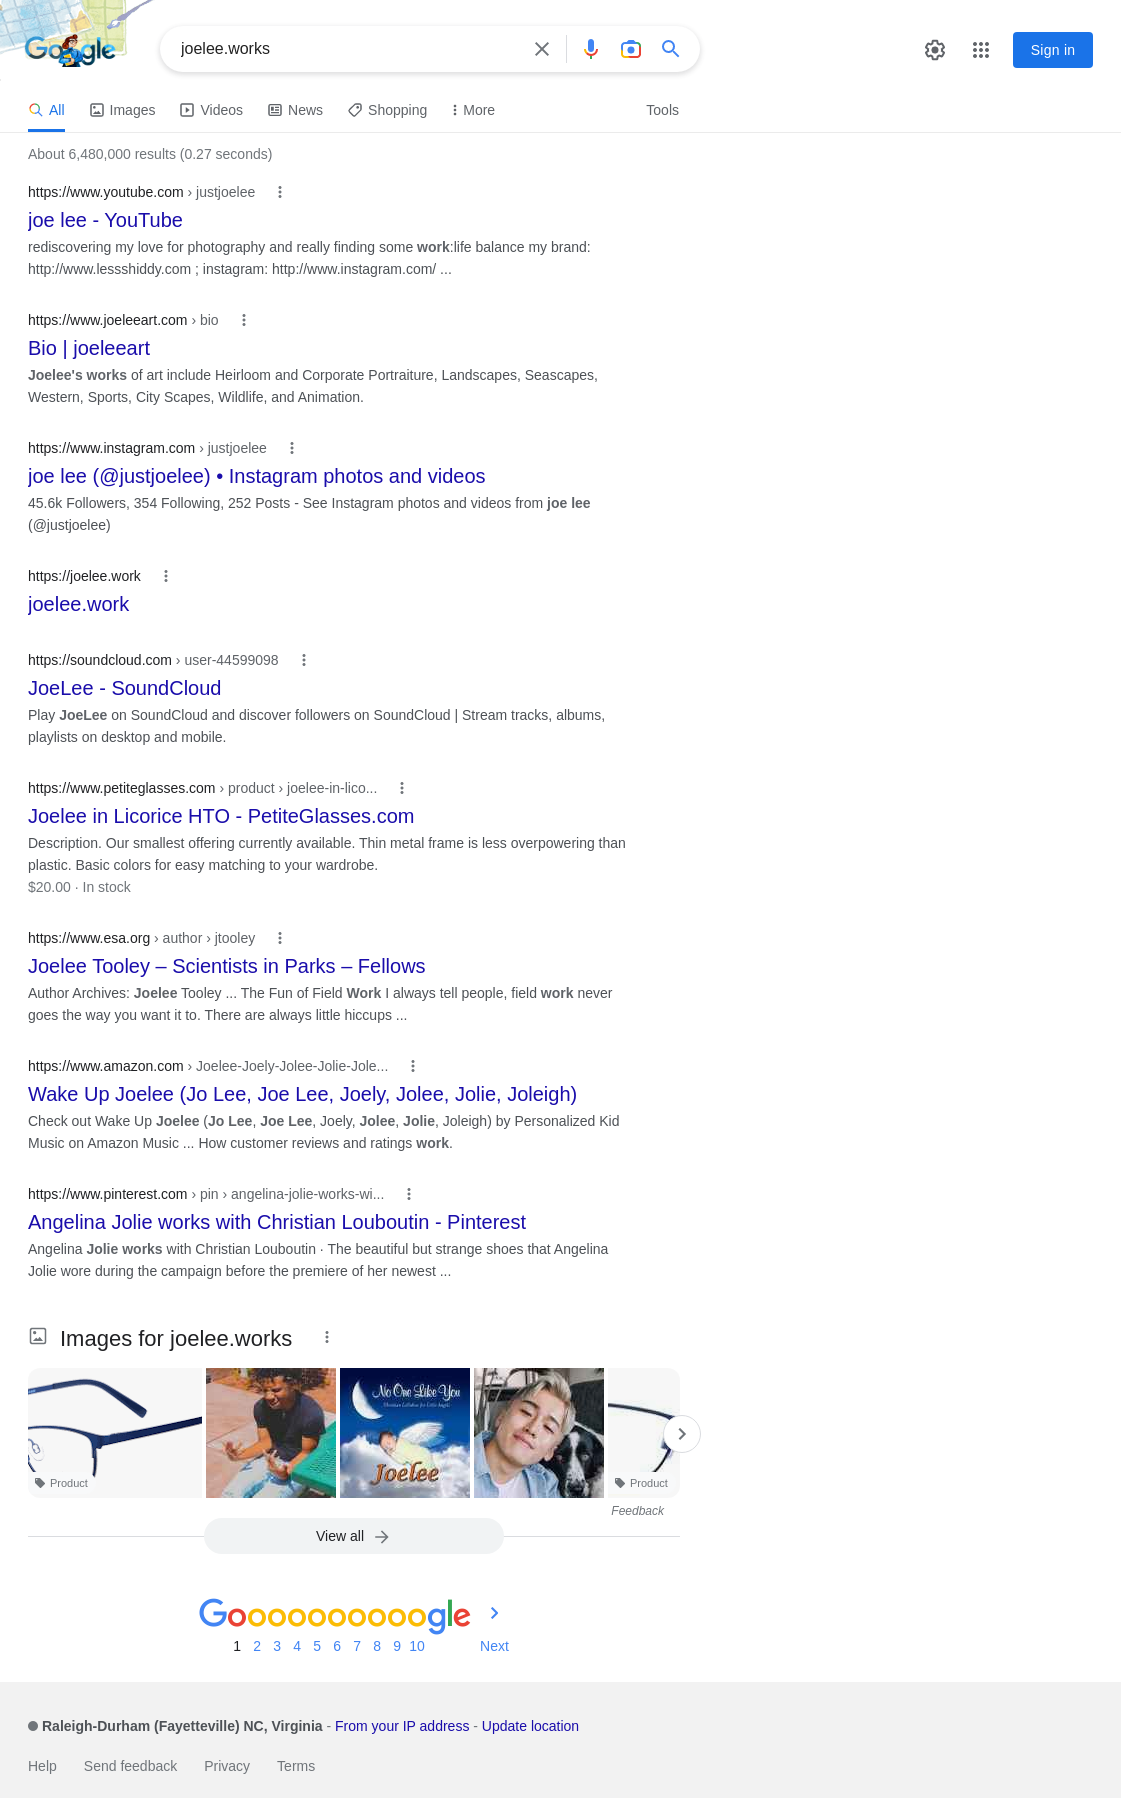 Google
joelee.works
Sign in
All Images Videos News Shopping More Tools
About 6,480,000 results (0.27 seconds)
https://www.youtube.com › justjoelee
joe lee - YouTube
rediscovering my love for photography and really finding some work:life balance my brand:
http://www.lessshiddy.com ; instagram: http://www.instagram.com/ ...
https://www.joeleeart.com › bio
Bio | joeleeart
Joelee's works of art include Heirloom and Corporate Portraiture, Landscapes, Seascapes,
Western, Sports, City Scapes, Wildlife, and Animation.
https://www.instagram.com › justjoelee
joe lee (@justjoelee) • Instagram photos and videos
45.6k Followers, 354 Following, 252 Posts - See Instagram photos and videos from joe lee
(@justjoelee)
https://joelee.work
joelee.work
https://soundcloud.com › user-44599098
JoeLee - SoundCloud
Play JoeLee on SoundCloud and discover followers on SoundCloud | Stream tracks, albums,
playlists on desktop and mobile.
https://www.petiteglasses.com › product › joelee-in-lico...
Joelee in Licorice HTO - PetiteGlasses.com
Description. Our smallest offering currently available. Thin metal frame is less overpowering than
plastic. Basic colors for easy matching to your wardrobe.
$20.00 · In stock
https://www.esa.org › author › jtooley
Joelee Tooley – Scientists in Parks – Fellows
Author Archives: Joelee Tooley ... The Fun of Field Work I always tell people, field work never
goes the way you want it to. There are always little hiccups ...
https://www.amazon.com › Joelee-Joely-Jolee-Jolie-Jole...
Wake Up Joelee (Jo Lee, Joe Lee, Joely, Jolee, Jolie, Joleigh)
Check out Wake Up Joelee (Jo Lee, Joe Lee, Joely, Jolee, Jolie, Joleigh) by Personalized Kid
Music on Amazon Music ... How customer reviews and ratings work.
https://www.pinterest.com › pin › angelina-jolie-works-wi...
Angelina Jolie works with Christian Louboutin - Pinterest
Angelina Jolie works with Christian Louboutin · The beautiful but strange shoes that Angelina
Jolie wore during the campaign before the premiere of her newest ...
Images for joelee.works
No One Like You
Christian Lullabies for Little Angels
Joelee
Product
Product
Feedback
View all
Goooooooooogle
1 2 3 4 5 6 7 8 9 10 Next
Raleigh-Durham (Fayetteville) NC, Virginia - From your IP address - Update location
Help Send feedback Privacy Terms